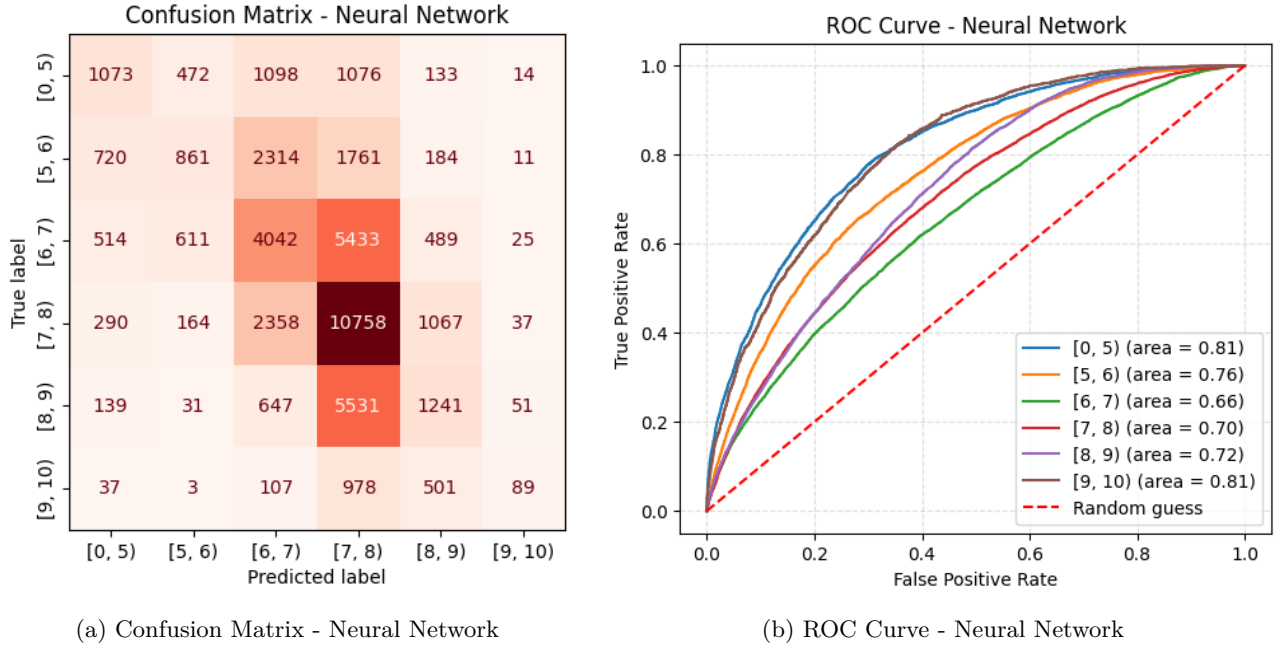 Confusion Matrix - Neural Network
True label
[0, 5) 1073 472 1098 1076 133 14
[5, 6) 720 861 2314 1761 184 11
[6, 7) 514 611 4042 5433 489 25
[7, 8) 290 164 2358 10758 1067 37
[8, 9) 139 31 647 5531 1241 51
[9, 10) 37 3 107 978 501 89
[0, 5) [5, 6) [6, 7) [7, 8) [8, 9) [9, 10)
Predicted label
(a) Confusion Matrix - Neural Network
ROC Curve - Neural Network
True Positive Rate
1.0
0.8
0.6
0.4
0.2
0.0
[0, 5) (area = 0.81)
[5, 6) (area = 0.76)
[6, 7) (area = 0.66)
[7, 8) (area = 0.70)
[8, 9) (area = 0.72)
[9, 10) (area = 0.81)
Random guess
0.0 0.2 0.4 0.6 0.8 1.0
False Positive Rate
(b) ROC Curve - Neural Network